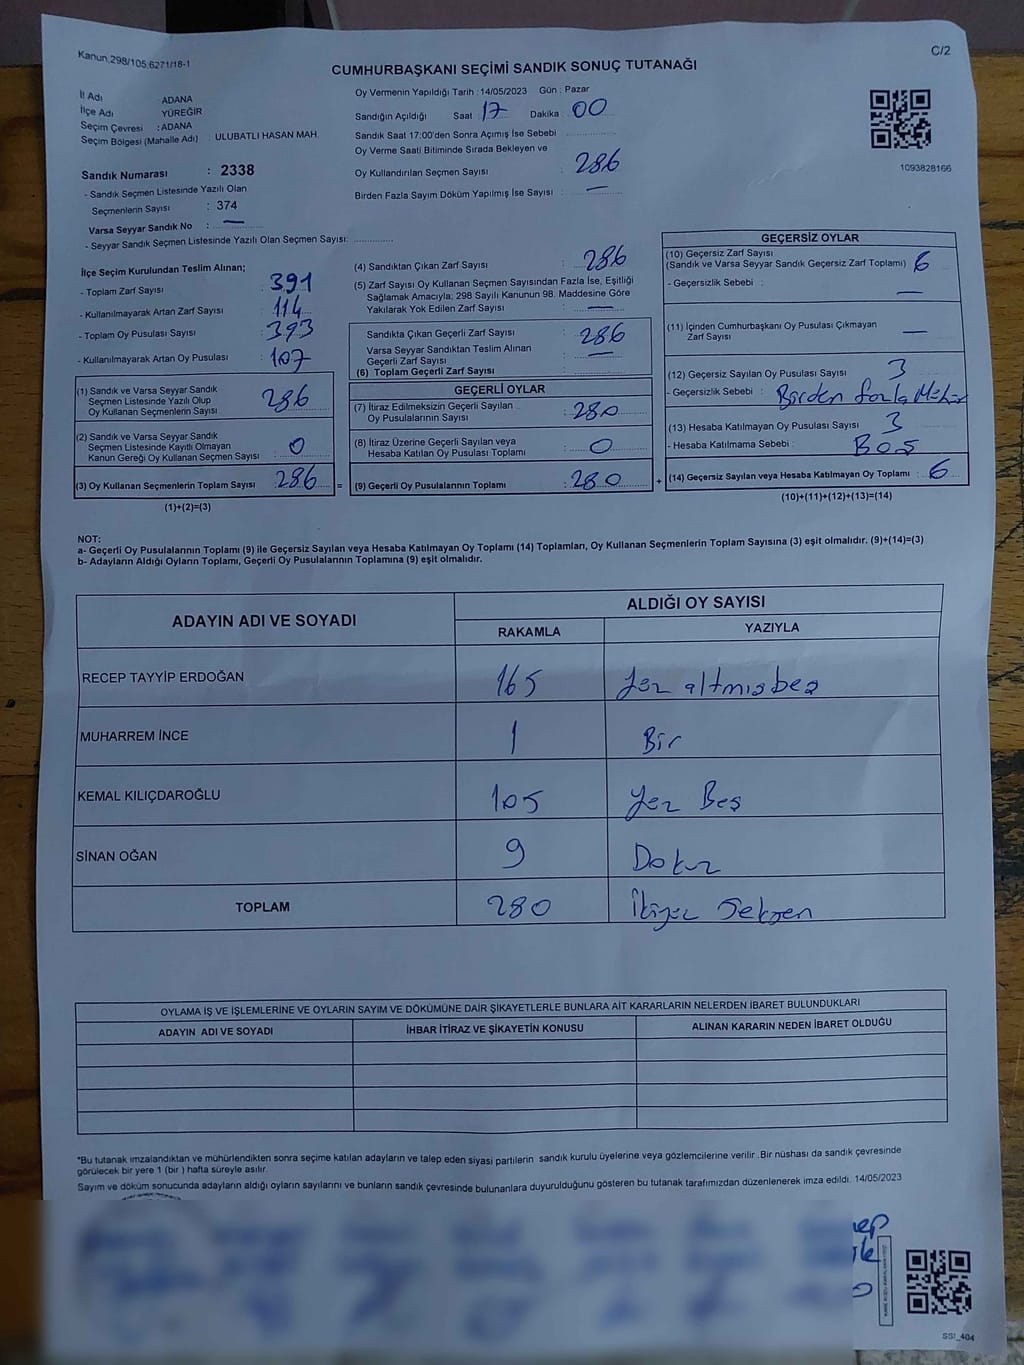 Kanun.298/105;6271/18-1
C/2
CUMHURBAŞKANI SEÇİMİ SANDIK SONUÇ TUTANAĞI
İl Adı ADANA
İlçe Adı YÜREĞİR
Seçim Çevresi : ADANA
Seçim Bölgesi (Mahalle Adı) ULUBATLI HASAN MAH.
Sandık Numarası : 2338
- Sandık Seçmen Listesinde Yazılı Olan
Seçmenlerin Sayısı : 374
Varsa Seyyar Sandık No : —
- Seyyar Sandık Seçmen Listesinde Yazılı Olan Seçmen Sayısı: ..............
Oy Vermenin Yapıldığı Tarih : 14/05/2023 Gün : Pazar
Sandığın Açıldığı Saat 17 Dakika 00
Sandık Saat 17:00'den Sonra Açımış İse Sebebi
Oy Verme Saati Bitiminde Sırada Bekleyen ve
Oy Kullandırılan Seçmen Sayısı : 286
Birden Fazla Sayım Döküm Yapılmış İse Sayısı : —
1093828166
İlçe Seçim Kurulundan Teslim Alınan;
- Toplam Zarf Sayısı : 391
- Kullanılmayarak Artan Zarf Sayısı : 114
- Toplam Oy Pusulası Sayısı : 393
- Kullanılmayarak Artan Oy Pusulası : 107
(1) Sandık ve Varsa Seyyar Sandık
Seçmen Listesinde Yazılı Olup
Oy Kullanan Seçmenlerin Sayısı : 286
(2) Sandık ve Varsa Seyyar Sandık
Seçmen Listesinde Kayıtlı Olmayan
Kanun Gereği Oy Kullanan Seçmen Sayısı : 0
(3) Oy Kullanan Seçmenlerin Toplam Sayısı : 286 =
(1)+(2)=(3)
(4) Sandıktan Çıkan Zarf Sayısı : 286
(5) Zarf Sayısı Oy Kullanan Seçmen Sayısından Fazla İse, Eşitliği
Sağlamak Amacıyla; 298 Sayılı Kanunun 98. Maddesine Göre
Yakılarak Yok Edilen Zarf Sayısı : —
Sandıkta Çıkan Geçerli Zarf Sayısı : 286
Varsa Seyyar Sandıktan Teslim Alınan
Geçerli Zarf Sayısı : —
(6) Toplam Geçerli Zarf Sayısı :
GEÇERLİ OYLAR
(7) İtiraz Edilmeksizin Geçerli Sayılan
Oy Pusulalarının Sayısı : 280
(8) İtiraz Üzerine Geçerli Sayılan veya
Hesaba Katılan Oy Pusulası Toplamı : 0
(9) Geçerli Oy Pusulalarının Toplamı : 280 +
GEÇERSİZ OYLAR
(10) Geçersiz Zarf Sayısı
(Sandık ve Varsa Seyyar Sandık Geçersiz Zarf Toplamı) : 6
- Geçersizlik Sebebi : —
(11) İçinden Cumhurbaşkanı Oy Pusulası Çıkmayan
Zarf Sayısı —
(12) Geçersiz Sayılan Oy Pusulası Sayısı : 3
- Geçersizlik Sebebi : Birden fazla Mühür
(13) Hesaba Katılmayan Oy Pusulası Sayısı : 3
- Hesaba Katılmama Sebebi : BOŞ
(14) Geçersiz Sayılan veya Hesaba Katılmayan Oy Toplamı : 6
(10)+(11)+(12)+(13)=(14)
NOT:
a- Geçerli Oy Pusulalarının Toplamı (9) ile Geçersiz Sayılan veya Hesaba Katılmayan Oy Toplamı (14) Toplamları, Oy Kullanan Seçmenlerin Toplam Sayısına (3) eşit olmalıdır. (9)+(14)=(3)
b- Adayların Aldığı Oyların Toplamı, Geçerli Oy Pusulalarının Toplamına (9) eşit olmalıdır.
ADAYIN ADI VE SOYADI
ALDIĞI OY SAYISI
RAKAMLA YAZIYLA
RECEP TAYYİP ERDOĞAN 165 Yüz altmışbeş
MUHARREM İNCE 1 Bir
KEMAL KILIÇDAROĞLU 105 Yüz Beş
SİNAN OĞAN 9 Dokuz
TOPLAM 280 İkiyüz Seksen
OYLAMA İŞ VE İŞLEMLERİNE VE OYLARIN SAYIM VE DÖKÜMÜNE DAİR ŞİKAYETLERLE BUNLARA AİT KARARLARIN NELERDEN İBARET BULUNDUKLARI
ADAYIN ADI VE SOYADI İHBAR İTİRAZ VE ŞİKAYETİN KONUSU ALINAN KARARIN NEDEN İBARET OLDUĞU
*Bu tutanak imzalandıktan ve mühürlendikten sonra seçime katılan adayların ve talep eden siyasi partilerin sandık kurulu üyelerine veya gözlemcilerine verilir .Bir nüshası da sandık çevresinde
görülecek bir yere 1 (bir ) hafta süreyle asılır.
Sayım ve döküm sonucunda adayların aldığı oyların sayılarını ve bunların sandık çevresinde bulunanlara duyurulduğunu gösteren bu tutanak tarafımızdan düzenlenerek imza edildi. 14/05/2023
SSİ_404